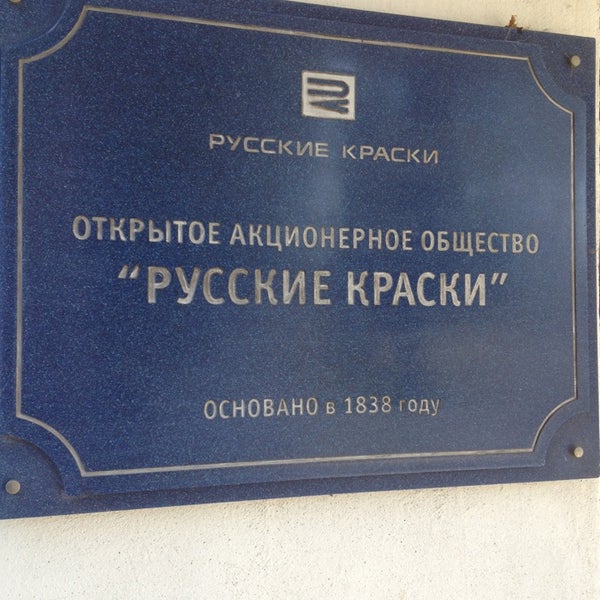 РУССКИЕ КРАСКИ
ОТКРЫТОЕ АКЦИОНЕРНОЕ ОБЩЕСТВО
“РУССКИЕ КРАСКИ”
ОСНОВАНО в 1838 году